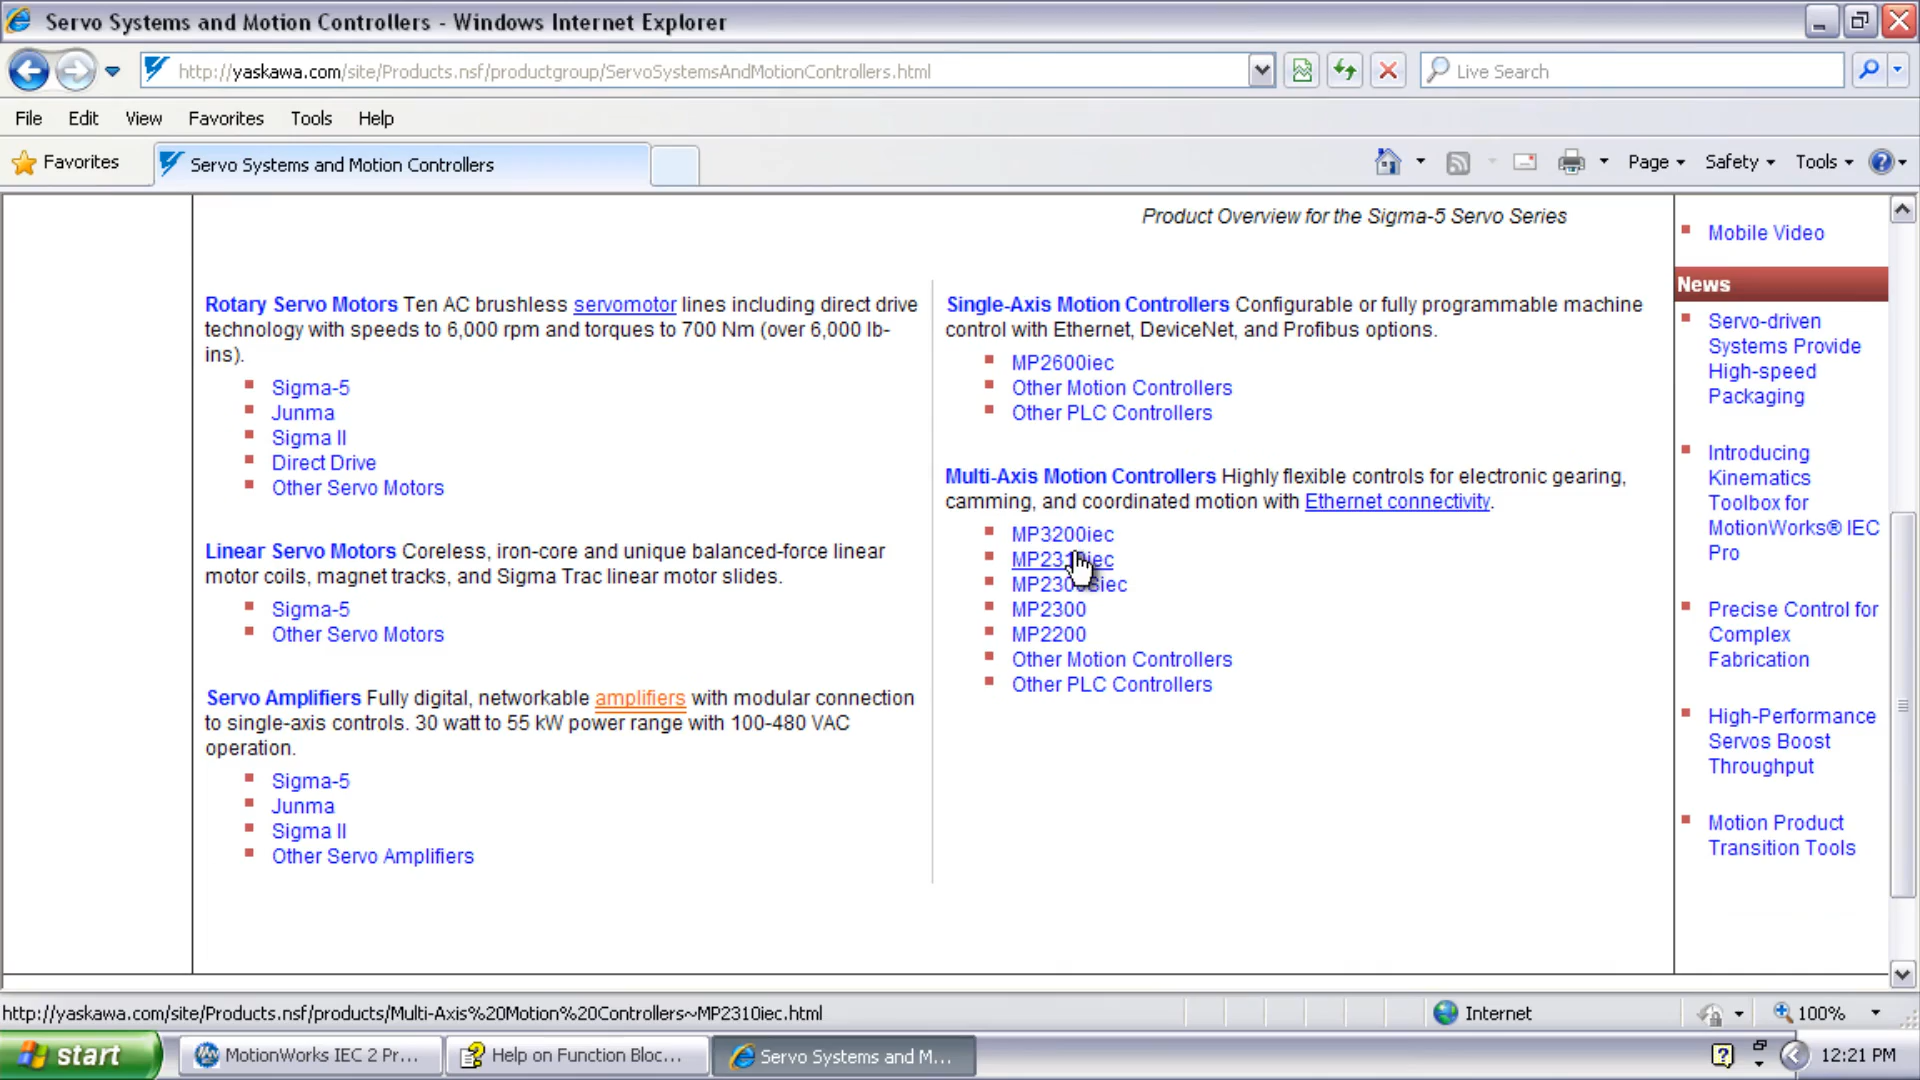 Servo Systems and Motion Controllers - Windows Internet Explorer
http://yaskawa.com/site/Products.nsf/productgroup/ServoSystemsAndMotionControllers.html
Live Search
File Edit View Favorites Tools Help
Favorites
Servo Systems and Motion Controllers
Page Safety Tools
Product Overview for the Sigma-5 Servo Series
Rotary Servo Motors Ten AC brushless servomotor lines including direct drive
technology with speeds to 6,000 rpm and torques to 700 Nm (over 6,000 lb-
ins).
Sigma-5
Junma
Sigma II
Direct Drive
Other Servo Motors
Linear Servo Motors Coreless, iron-core and unique balanced-force linear
motor coils, magnet tracks, and Sigma Trac linear motor slides.
Sigma-5
Other Servo Motors
Servo Amplifiers Fully digital, networkable amplifiers with modular connection
to single-axis controls. 30 watt to 55 kW power range with 100-480 VAC
operation.
Sigma-5
Junma
Sigma II
Other Servo Amplifiers
Single-Axis Motion Controllers Configurable or fully programmable machine
control with Ethernet, DeviceNet, and Profibus options.
MP2600iec
Other Motion Controllers
Other PLC Controllers
Multi-Axis Motion Controllers Highly flexible controls for electronic gearing,
camming, and coordinated motion with Ethernet connectivity.
MP3200iec
MP2310iec
MP2300Siec
MP2300
MP2200
Other Motion Controllers
Other PLC Controllers
Mobile Video
News
Servo-driven
Systems Provide
High-speed
Packaging
Introducing
Kinematics
Toolbox for
MotionWorks® IEC
Pro
Precise Control for
Complex
Fabrication
High-Performance
Servos Boost
Throughput
Motion Product
Transition Tools
http://yaskawa.com/site/Products.nsf/products/Multi-Axis%20Motion%20Controllers~MP2310iec.html
Internet
100%
start
MotionWorks IEC 2 Pr...
Help on Function Bloc...
Servo Systems and M...
12:21 PM